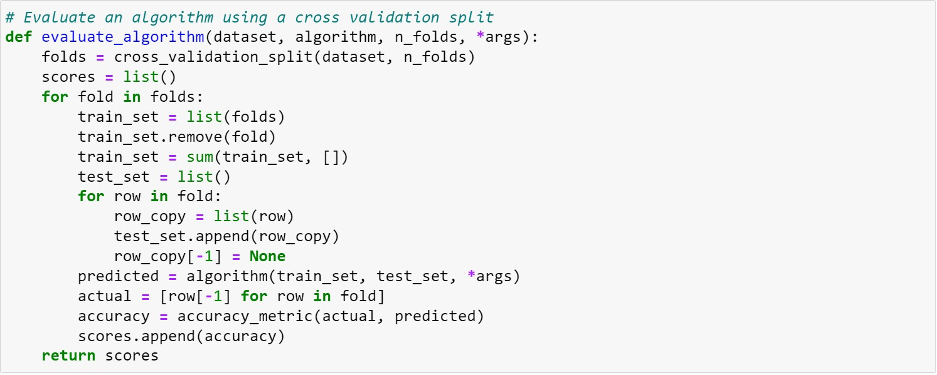 # Evaluate an algorithm using a cross validation split
def evaluate_algorithm(dataset, algorithm, n_folds, *args):
    folds = cross_validation_split(dataset, n_folds)
    scores = list()
    for fold in folds:
        train_set = list(folds)
        train_set.remove(fold)
        train_set = sum(train_set, [])
        test_set = list()
        for row in fold:
            row_copy = list(row)
            test_set.append(row_copy)
            row_copy[-1] = None
        predicted = algorithm(train_set, test_set, *args)
        actual = [row[-1] for row in fold]
        accuracy = accuracy_metric(actual, predicted)
        scores.append(accuracy)
    return scores